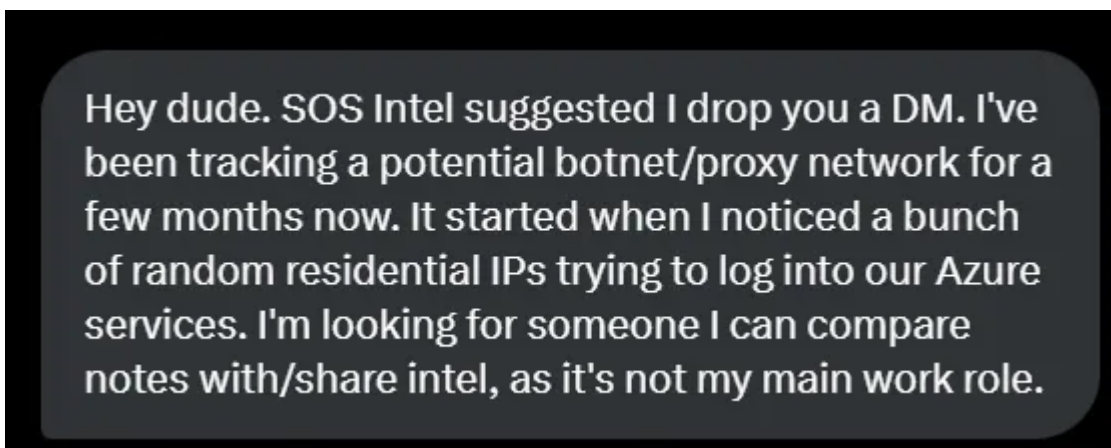 Hey dude. SOS Intel suggested I drop you a DM. I've
been tracking a potential botnet/proxy network for a
few months now. It started when I noticed a bunch
of random residential IPs trying to log into our Azure
services. I'm looking for someone I can compare
notes with/share intel, as it's not my main work role.